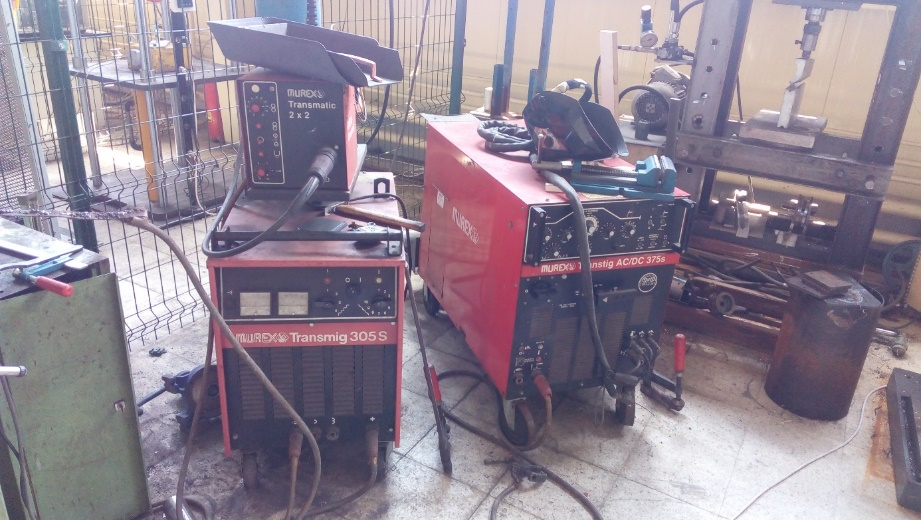 MUREX
Transmatic
2 x 2
MUREX
MUREX Transtig AC/DC 375s
MUREX Transmig 305 S